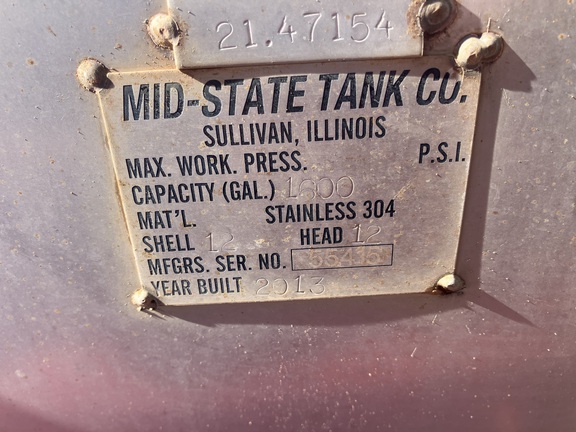 21.47154
MID-STATE TANK CO.
SULLIVAN, ILLINOIS
MAX. WORK. PRESS. P.S.I.
CAPACITY (GAL.) 1600
MAT'L. STAINLESS 304
SHELL 12 HEAD 12
MFGRS. SER. NO.
YEAR BUILT 2013